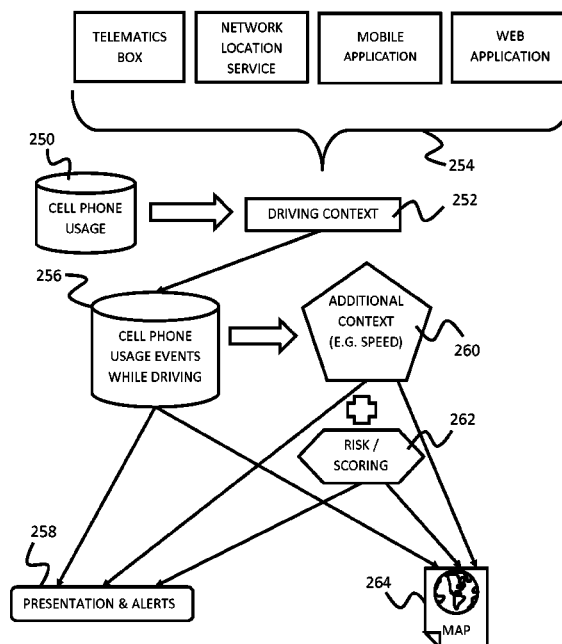 TELEMATICS
BOX
NETWORK
LOCATION
SERVICE
MOBILE
APPLICATION
WEB
APPLICATION
254
250
CELL PHONE
USAGE
DRIVING CONTEXT
252
256
CELL PHONE
USAGE EVENTS
WHILE DRIVING
ADDITIONAL
CONTEXT
(E.G. SPEED)
260
RISK /
SCORING
262
258
PRESENTATION & ALERTS
264
MAP